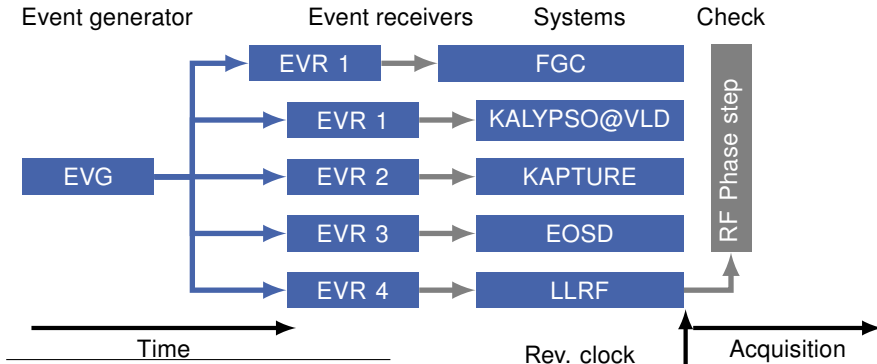 Event generator Event receivers Systems Check
EVR 1 FGC
EVR 1 KALYPSO@VLD
EVG EVR 2 KAPTURE
EVR 3 EOSD
EVR 4 LLRF
RF Phase step
Time Rev. clock Acquisition